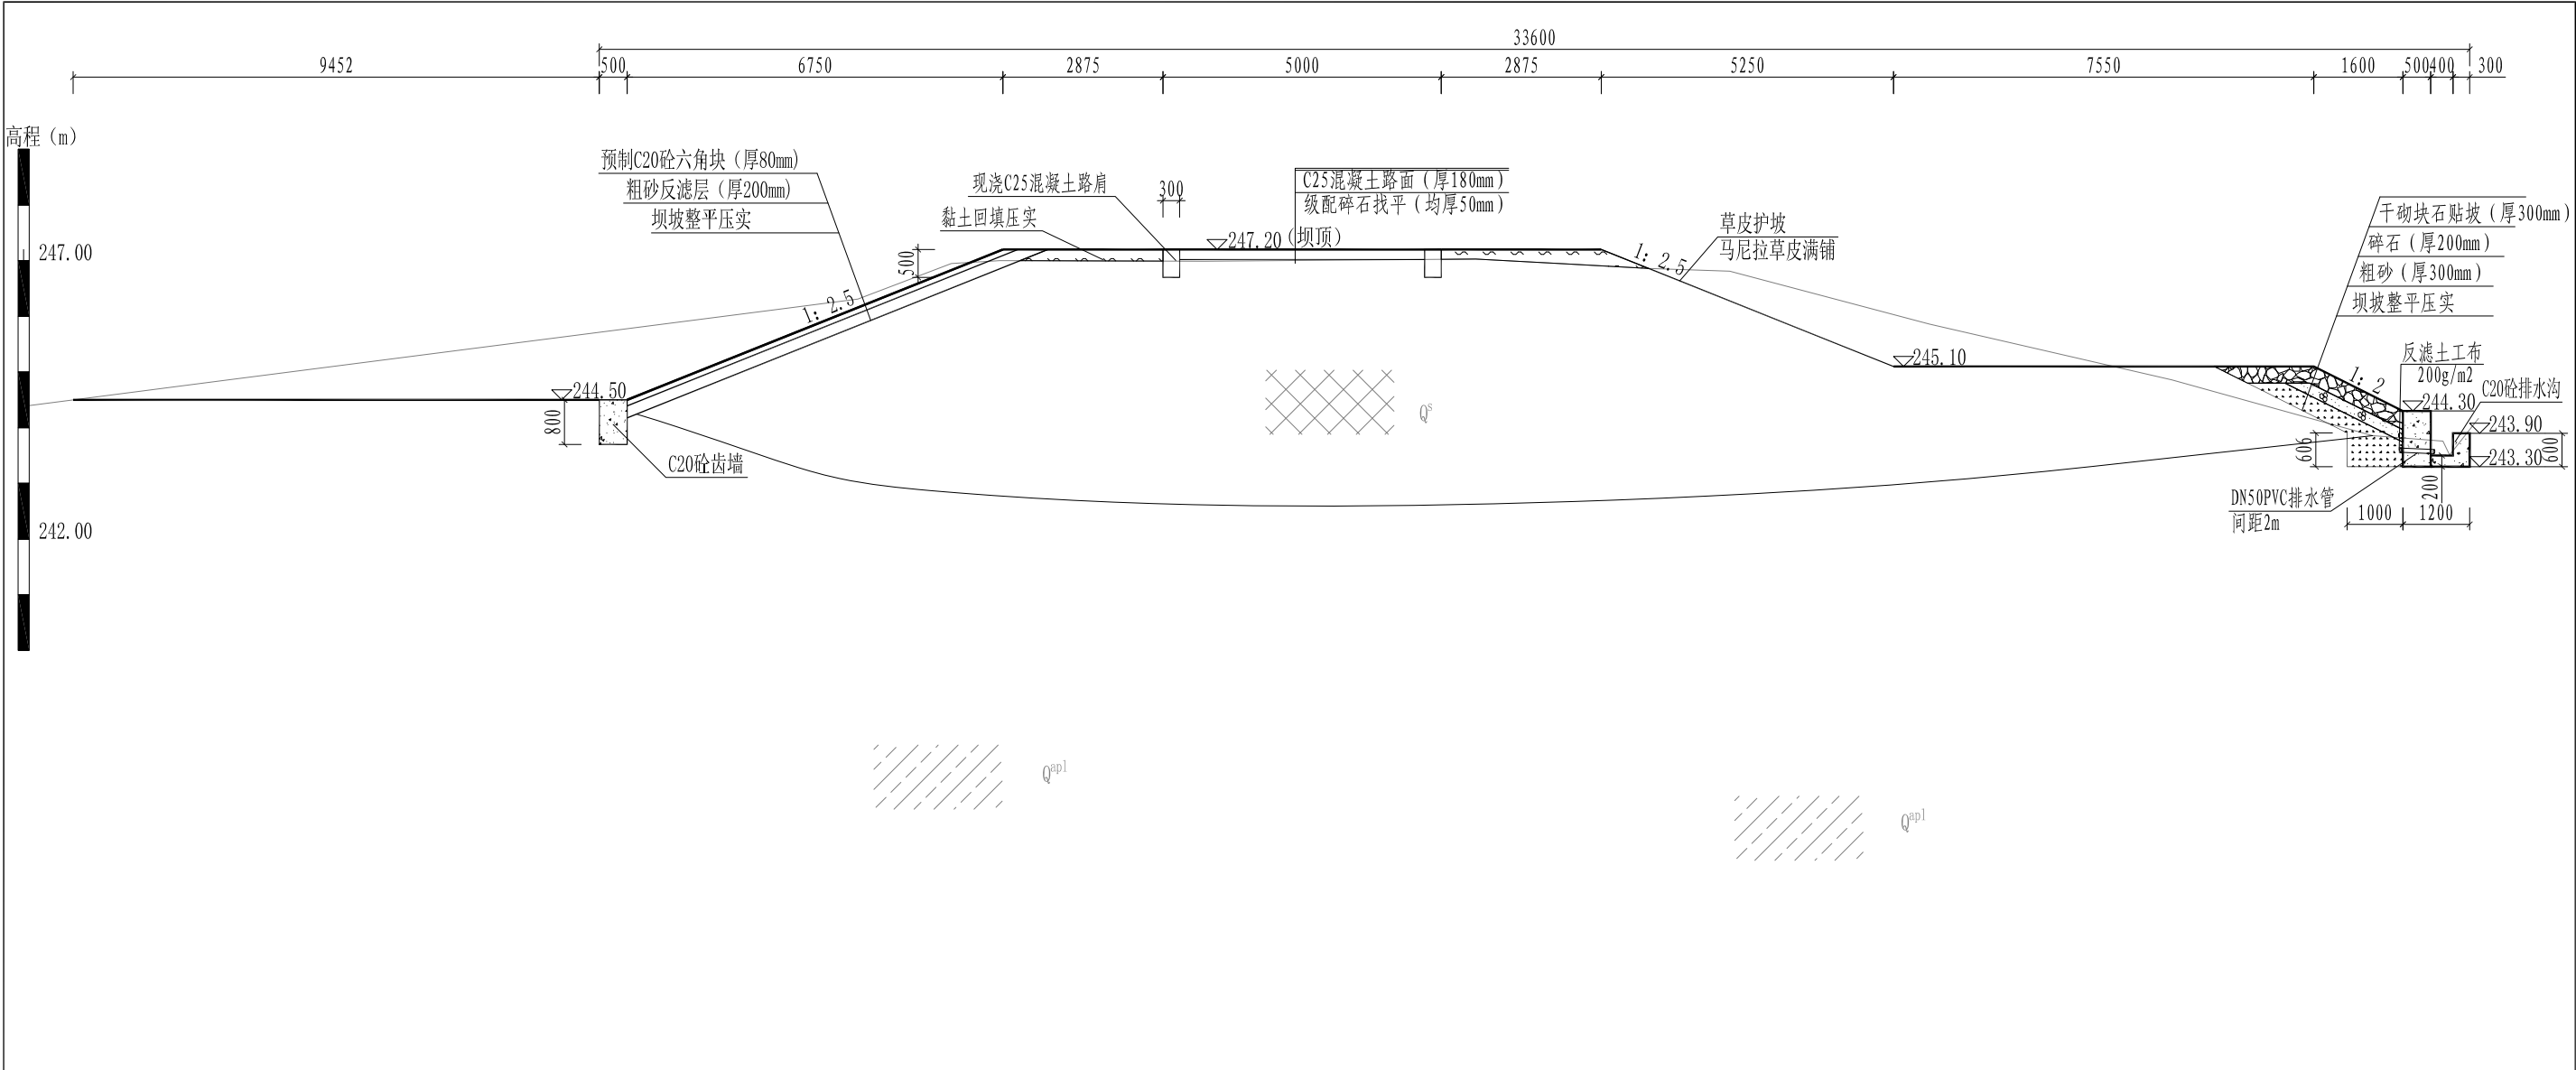 33600
9452
500
6750
2875
5000
2875
5250
7550
1600
500
400
300
高程（m）
247.00
242.00
预制C20砼六角块（厚80mm）
粗砂反滤层（厚200mm）
坝坡整平压实
现浇C25混凝土路肩
黏土回填压实
300
C25混凝土路面（厚180mm）
级配碎石找平（均厚50mm）
247.20(坝顶)
草皮护坡
马尼拉草皮满铺
干砌块石贴坡（厚300mm）
碎石（厚200mm）
粗砂（厚300mm）
坝坡整平压实
500
1: 2.5
1: 2.5
245.10
反滤土工布
200g/m2
1: 2
C20砼排水沟
244.50
244.30
243.90
243.30
800
C20砼齿墙
Qs
606
600
200
DN50PVC排水管
间距2m
1000
1200
Qapl
Qapl